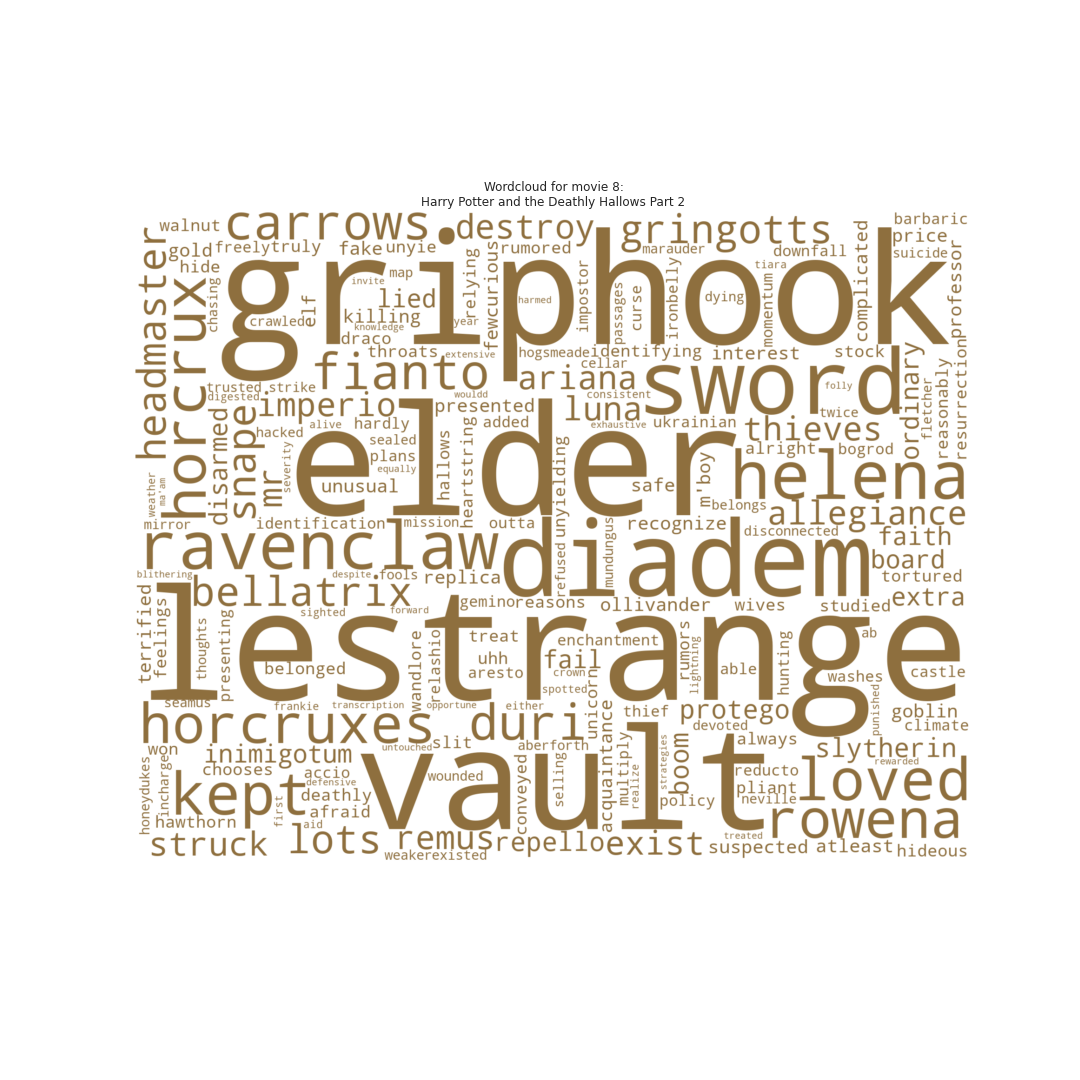 Wordcloud for movie 8:
Harry Potter and the Deathly Hallows Part 2
walnut
carrows
destroy
gringotts
barbaric
gold
freely
truly
fake
unyie
fewcurious
rumored
marauder
downfall
complicated
price
suicide
professor
headmaster
horcrux
hide
chasing
griphook
map
invite
relying
harmed
impostor
passages
curse
ironbelly
dying
tiara
momentum
crawlede
elf
lied
killing
knowledge
year
draco
throats
extensive
hogsmeade
identifying
interest
stock
cellar
trusted
strike
digested
fianto
ariana
wouldd
consistent
sword
folly
ordinary
fletcher
reasonably
resurrection
imperio
presented
luna
twice
disarmed
snape
hacked
alive
hardly
added
exhaustive
ukrainian
thieves
sealed
plans
equally
hallows
heartstring
elder
unyielding
alright
bogrod
mr
severity
unusual
safe
m'boy
helena
weather
ma'am
belongs
allegiance
mirror
identification
mission
outta
recognize
disconnected
faith
ravenclaw
diadem
refused
mundungus
board
blithering
despite
fools
replica
tortured
bellatrix
gemino
reasons
ollivander
wives
studied
extra
sighted
forward
terrified
feelings
thoughts
presenting
lestrange
belonged
wandlore
relashio
treat
uhh
aresto
enchantment
fail
crown
spotted
rumors
lightning
able
hunting
ab
washes
castle
seamus
frankie
transcription
opportune
either
unicorn
thief
protego
devoted
punished
goblin
climate
horcruxes
duri
won
inimigotum
untouched
slit
aberforth
acquaintance
boom
always
slytherin
rewarded
honeydukes
incharge
chooses
accio
defensive
wounded
conveyed
selling
multiply
realize
strategies
reducto
pliant
loved
kept
deathly
afraid
vault
policy
neville
hawthorn
first
aid
rowena
struck
lots
remus
repello
exist
treated
suspected
atleast
hideous
weaker
existed